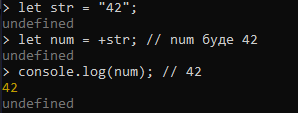 > let str = "42";
undefined
> let num = +str; // num буде 42
undefined
> console.log(num); // 42
42
undefined